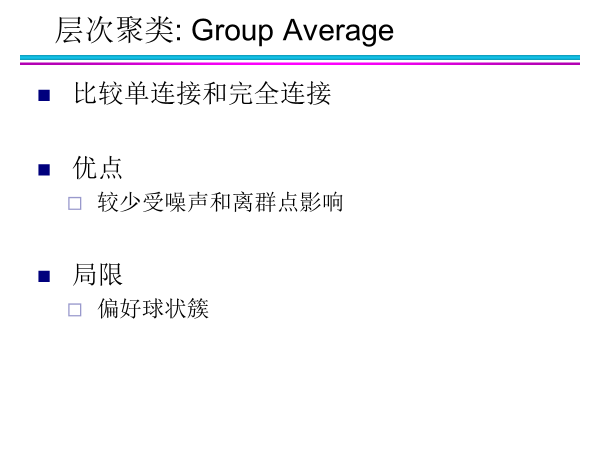 层次聚类: Group Average
比较单连接和完全连接
优点
较少受噪声和离群点影响
局限
偏好球状簇